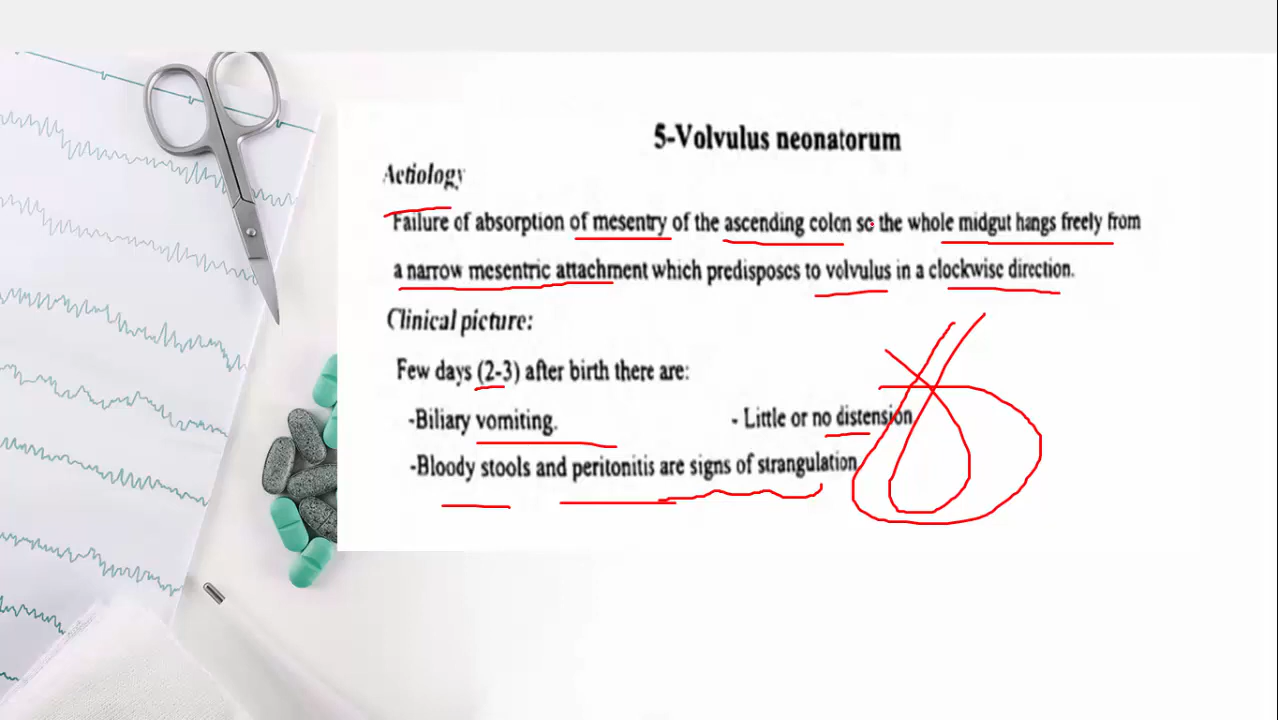 5-Volvulus neonatorum
Aetiology
Failure of absorption of mesentry of the ascending colon so the whole midgut hangs freely from
a narrow mesentric attachment which predisposes to volvulus in a clockwise direction.
Clinical picture:
Few days (2-3) after birth there are:
-Biliary vomiting. - Little or no distension
-Bloody stools and peritonitis are signs of strangulation